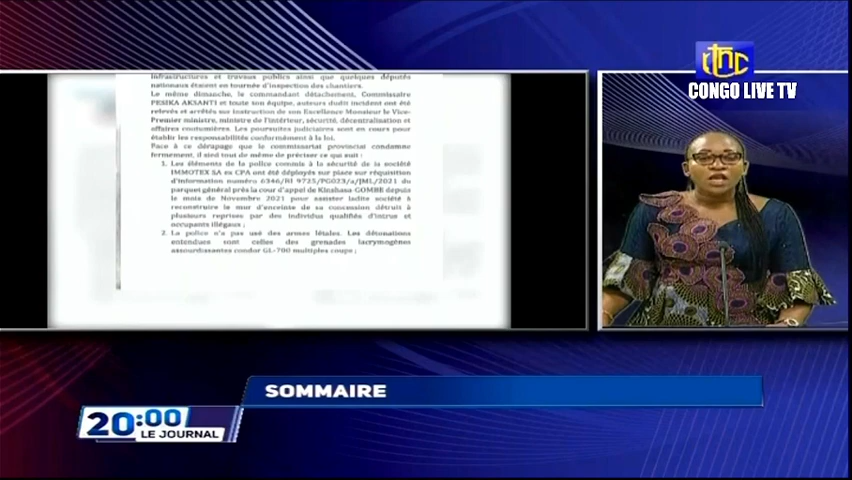 RTNC
CONGO LIVE TV
infrastructures et travaux publics ainsi que quelques députés
nationaux étaient en tournée d'inspection des chantiers.
Le même dimanche, le commandant détachement, Commissaire
PESIKA AKSANTI et toute son équipe, auteurs dudit incident ont été
relevés et arrêtés sur instruction de son Excellence Monsieur le Vice-
Premier ministre, ministre de l'intérieur, sécurité, décentralisation et
affaires coutumières. Les poursuites judiciaires sont en cours pour
établir les responsabilités conformément à la loi.
Face à ce dérapage que le commissariat provincial condamne
fermement, il sied tout de même de préciser ce qui suit :
1. Les éléments de la police commis à la sécurité de la société
IMMOTEX SA ex CPA ont été déployés sur place sur réquisition
d'information numéro 6346/RI 9725/PG023/a/JML/2021 du
parquet général près la cour d'appel de Kinshasa-GOMBE depuis
le mois de Novembre 2021 pour assister ladite société à
reconstruire le mur d'enceinte de sa concession détruit à
plusieurs reprises par des individus qualifiés d'intrus et
occupants illégaux ;
2. La police n'a pas usé des armes létales. Les détonations
entendues sont celles des grenades lacrymogènes
assourdissantes condor GL-700 multiples coups ;
SOMMAIRE
20:00
LE JOURNAL